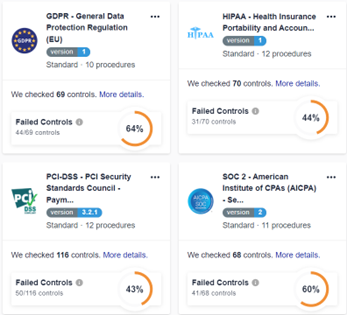 GDPR - General Data
Protection Regulation
(EU)
version 1
Standard · 10 procedures
We checked 69 controls. More details.
Failed Controls
44/69 controls
64%
HIPAA - Health Insurance
Portability and Accoun...
version 1
Standard · 12 procedures
We checked 70 controls. More details.
Failed Controls
31/70 controls
44%
PCI-DSS - PCI Security
Standards Council -
Paym...
version 3.2.1
Standard · 12 procedures
We checked 116 controls. More details.
Failed Controls
50/116 controls
43%
SOC 2 - American
Institute of CPAs (AICPA)
- Se...
version 2
Standard · 11 procedures
We checked 68 controls. More details.
Failed Controls
41/68 controls
60%
GDPR
HIPAA
PCI
DSS
AICPA
SOC